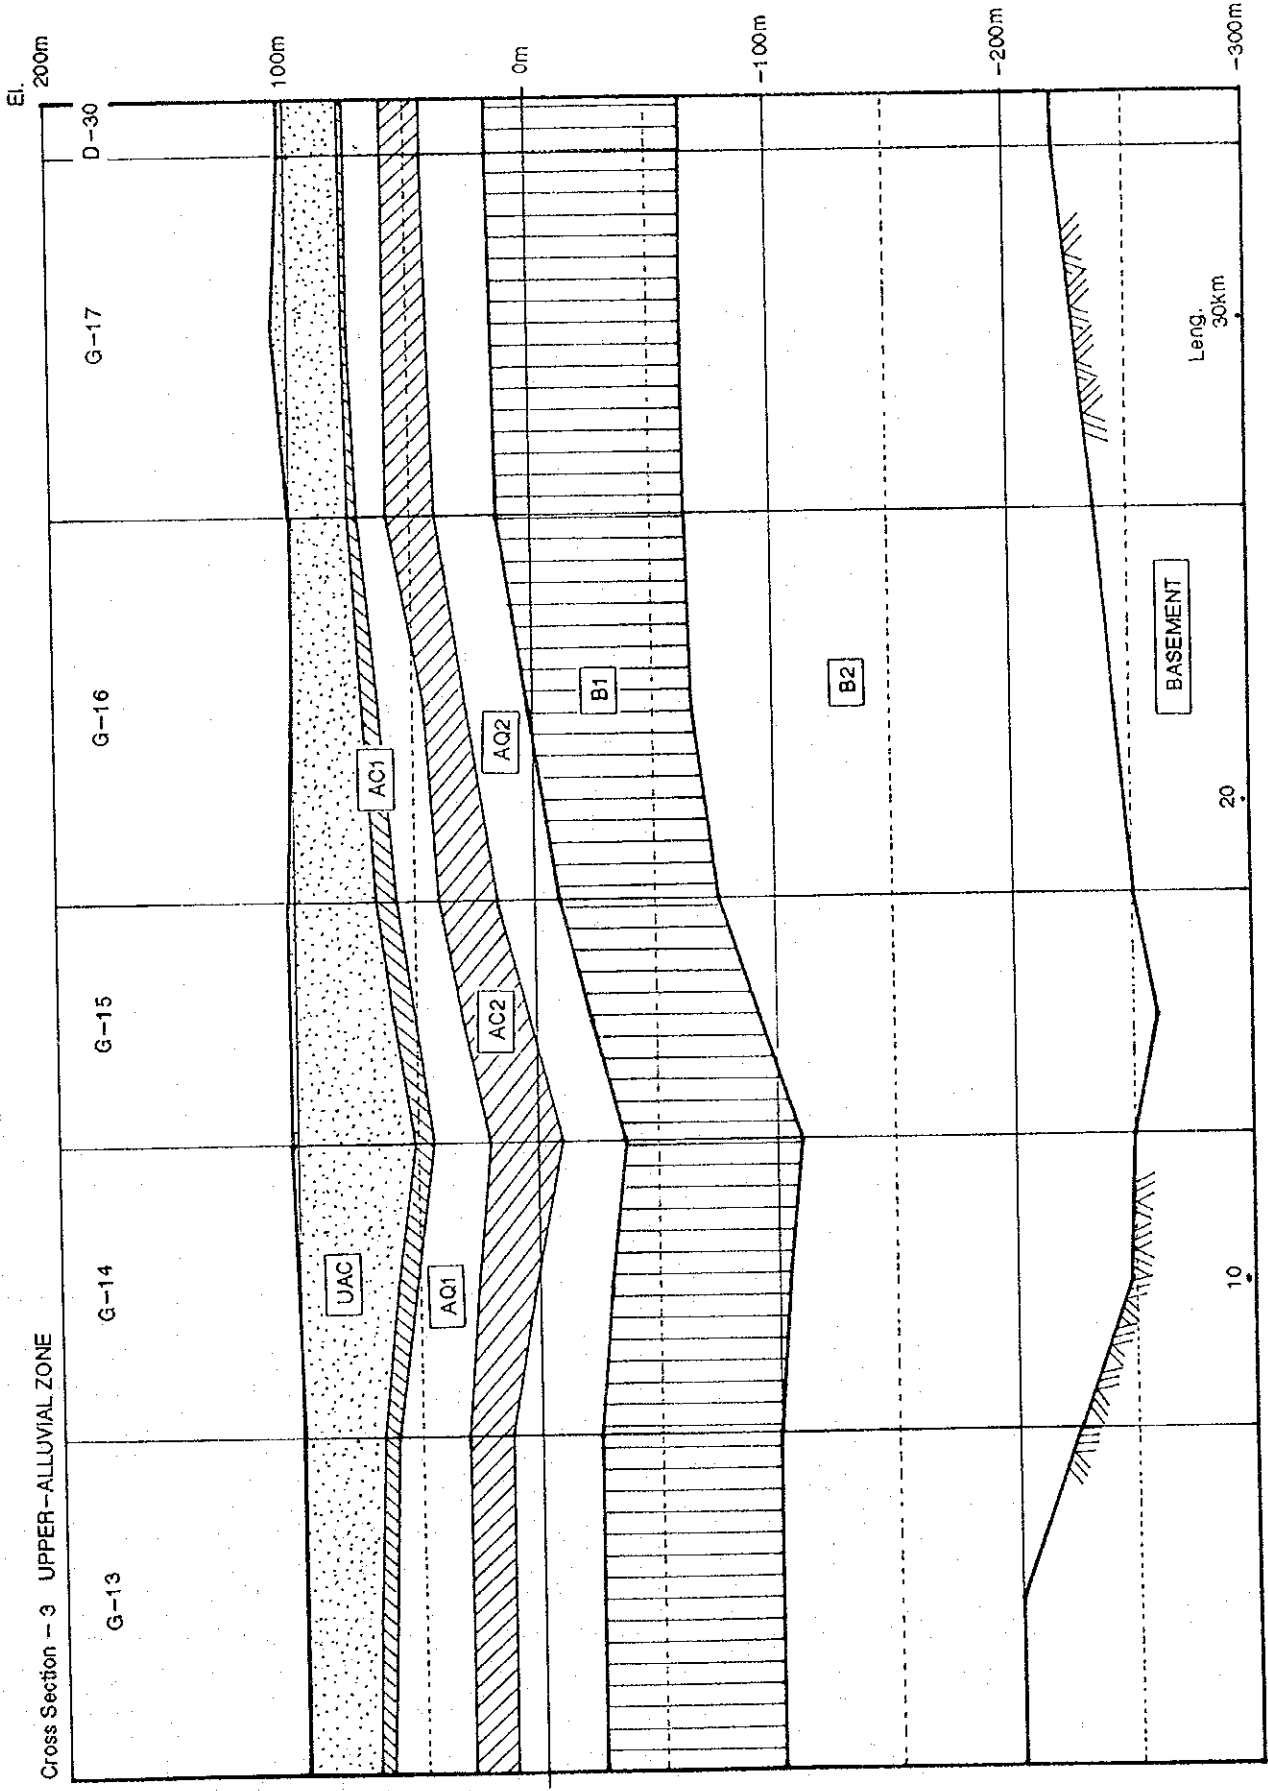 Cross Section - 3 UPPER-ALLUVIAL ZONE
El.
200m
100m
0m
-100m
-200m
-300m
G-13
G-14
G-15
G-16
G-17
D-30
UAC
AC1
AQ1
AC2
AQ2
B1
B2
BASEMENT
10
20
Leng.
30km